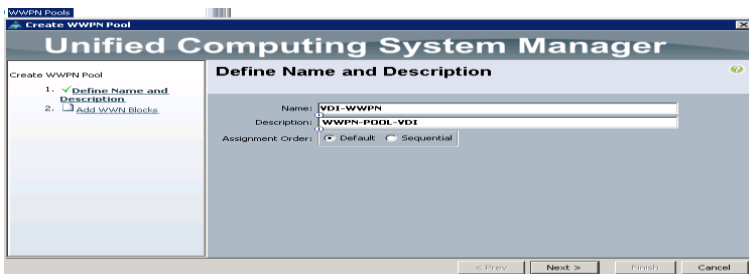 WWPN Pools
Create WWPN Pool
Unified Computing System Manager
Create WWPN Pool
1. Define Name and Description
2. Add WWN Blocks
Define Name and Description
Name: VDI-WWPN
Description: WWPN-POOL-VDI
Assignment Order: Default Sequential
< Prev Next > Finish Cancel